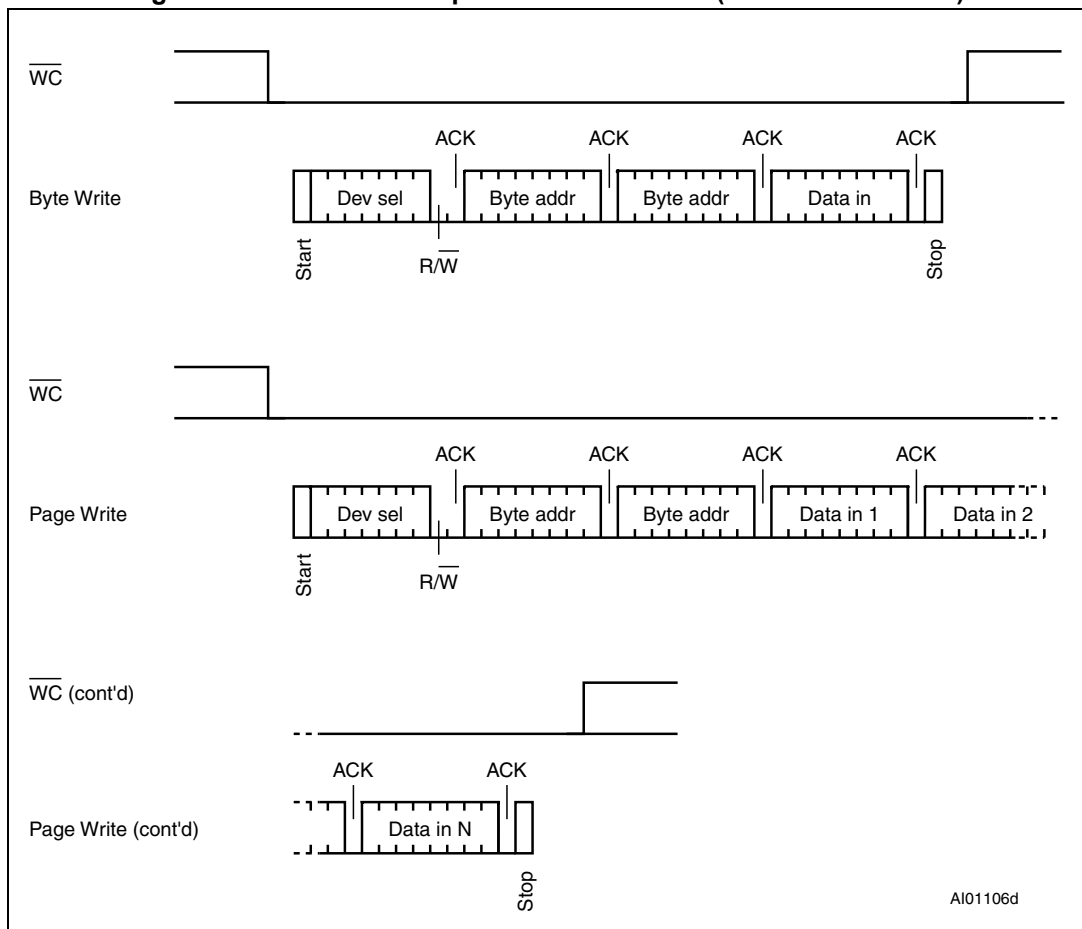 WC
ACK ACK ACK ACK
Byte Write Dev sel Byte addr Byte addr Data in
Start R/W Stop
WC
ACK ACK ACK ACK
Page Write Dev sel Byte addr Byte addr Data in 1 Data in 2
Start R/W
WC (cont'd)
ACK ACK
Page Write (cont'd) Data in N
Stop
AI01106d